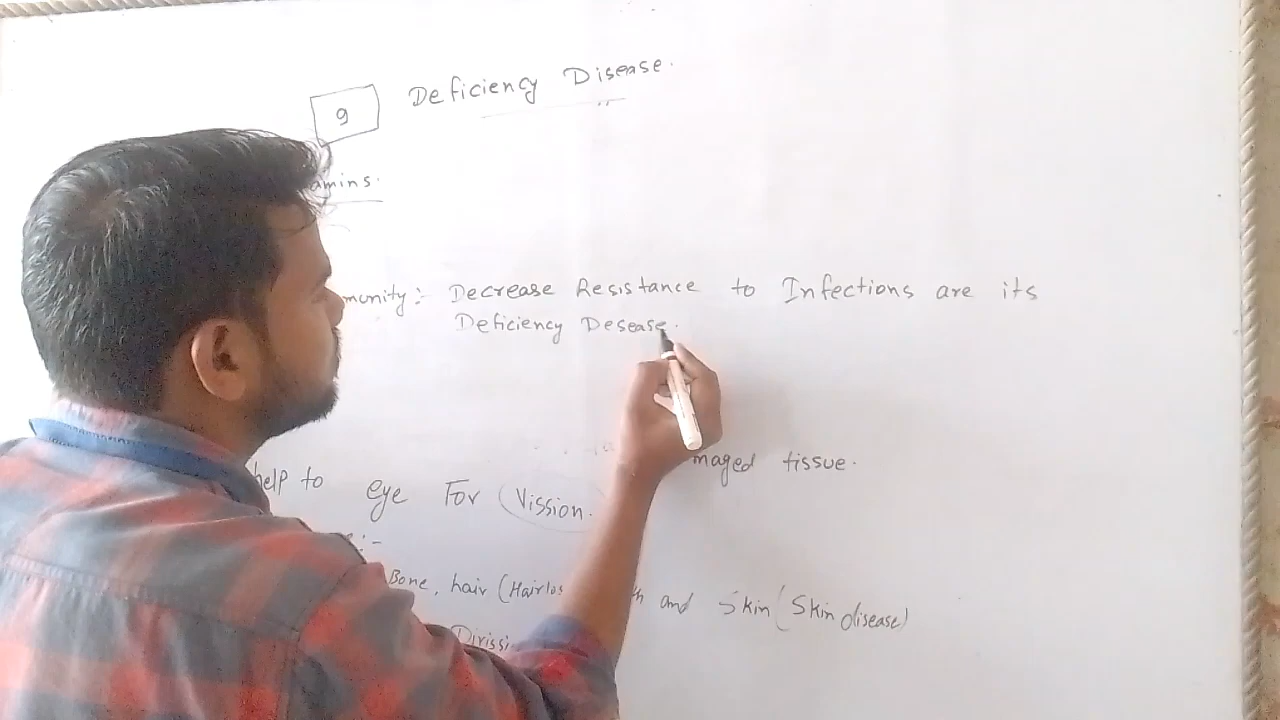 9 Deficiency Disease.
amins.
munity:- Decrease Resistance to Infections are its
Deficiency Desease.
maged tissue.
help to eye For Vission.
Bone, hair (Hairlos and Skin (Skin disease)